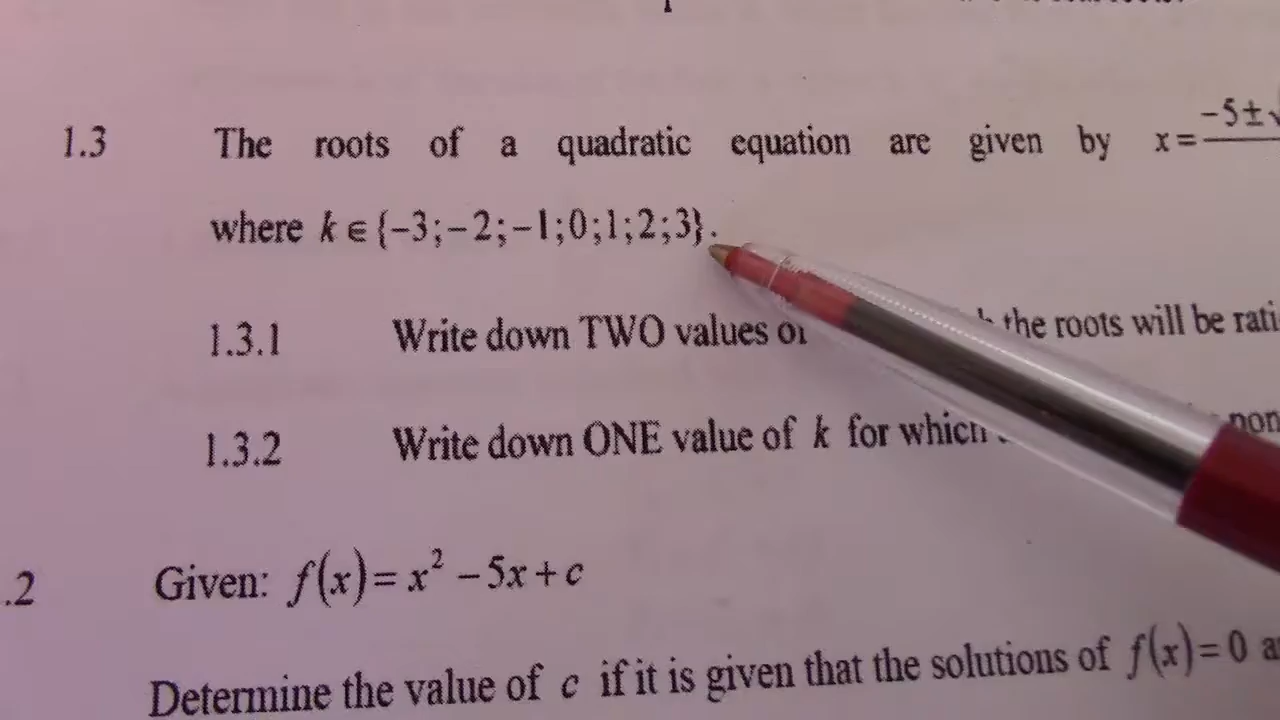 1.3 The roots of a quadratic equation are given by x = −5 ± √
where k ∈ {−3; −2; −1; 0; 1; 2; 3}.
1.3.1 Write down TWO values the roots will be
1.3.2 Write down ONE value of k for which
.2 Given: f(x) = x² − 5x + c
Determine the value of c if it is given that the solutions of f(x) = 0